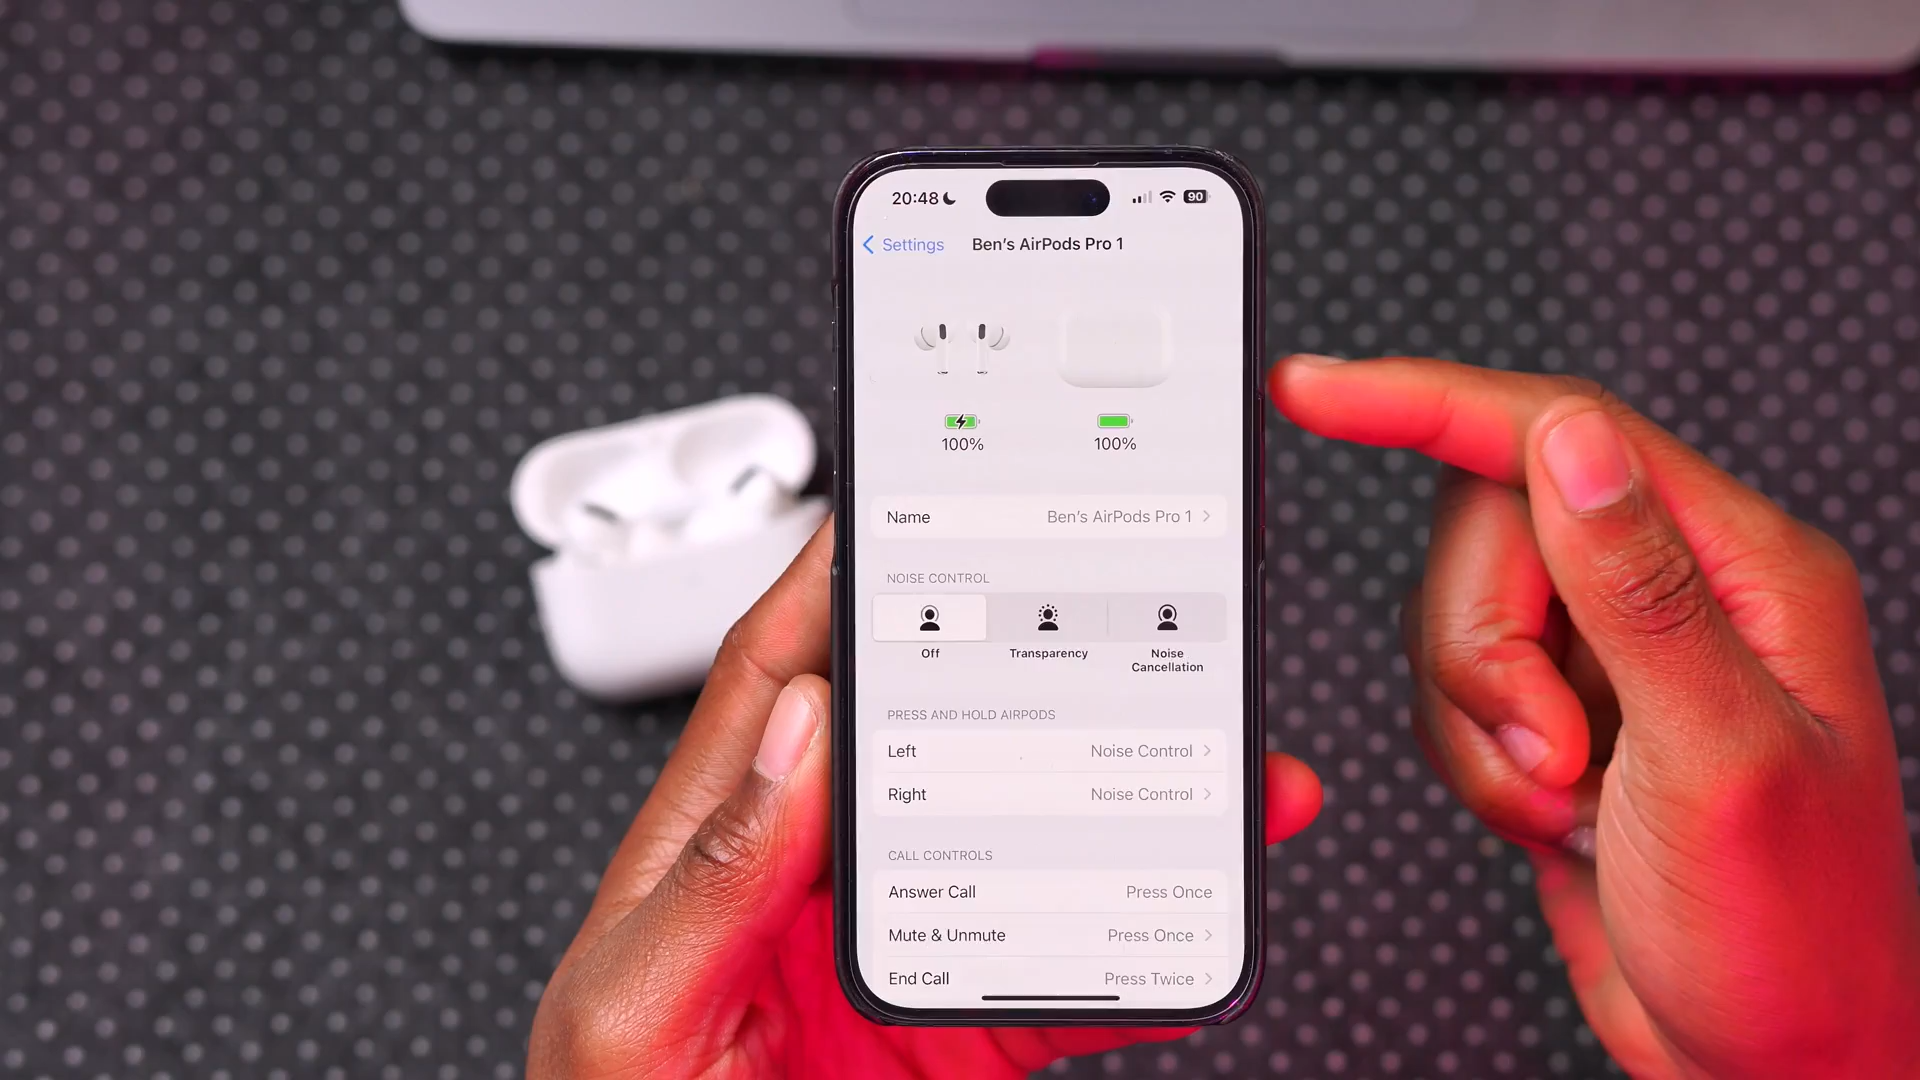 20:48
90
Settings
Ben's AirPods Pro 1
100%
100%
Name
Ben's AirPods Pro 1
NOISE CONTROL
Off
Transparency
Noise
Cancellation
PRESS AND HOLD AIRPODS
Left
Noise Control
Right
Noise Control
CALL CONTROLS
Answer Call
Press Once
Mute & Unmute
Press Once
End Call
Press Twice